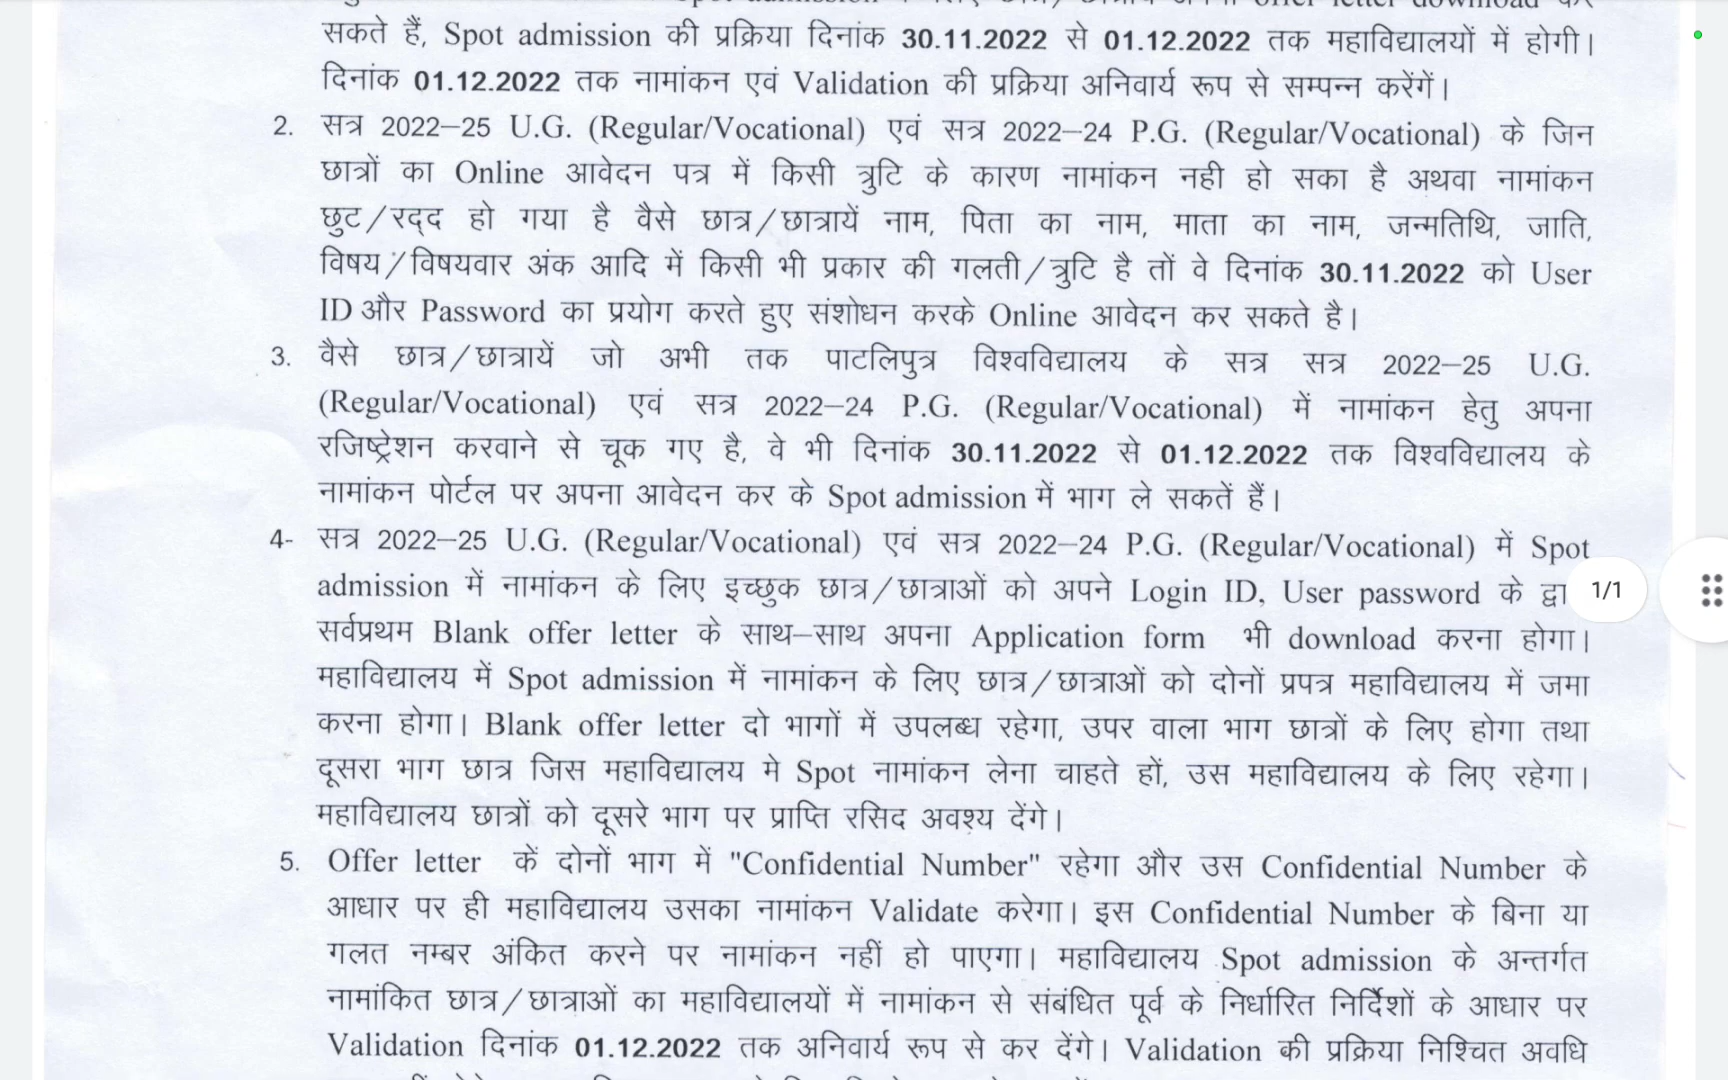 offer letter download कर
सकते हैं, Spot admission की प्रक्रिया दिनांक 30.11.2022 से 01.12.2022 तक महाविद्यालयों में होगी।
दिनांक 01.12.2022 तक नामांकन एवं Validation की प्रक्रिया अनिवार्य रूप से सम्पन्न करेंगें।
2. सत्र 2022–25 U.G. (Regular/Vocational) एवं सत्र 2022–24 P.G. (Regular/Vocational) के जिन
छात्रों का Online आवेदन पत्र में किसी त्रुटि के कारण नामांकन नही हो सका है अथवा नामांकन
छुट/रद्द हो गया है वैसे छात्र/छात्रायें नाम, पिता का नाम, माता का नाम, जन्मतिथि, जाति,
विषय/विषयवार अंक आदि में किसी भी प्रकार की गलती/त्रुटि है तों वे दिनांक 30.11.2022 को User
ID और Password का प्रयोग करते हुए संशोधन करके Online आवेदन कर सकते है।
3. वैसे छात्र/छात्रायें जो अभी तक पाटलिपुत्र विश्वविद्यालय के सत्र सत्र 2022–25 U.G.
(Regular/Vocational) एवं सत्र 2022–24 P.G. (Regular/Vocational) में नामांकन हेतु अपना
रजिष्ट्रेशन करवाने से चूक गए है, वे भी दिनांक 30.11.2022 से 01.12.2022 तक विश्वविद्यालय के
नामांकन पोर्टल पर अपना आवेदन कर के Spot admission में भाग ले सकतें हैं।
4- सत्र 2022–25 U.G. (Regular/Vocational) एवं सत्र 2022–24 P.G. (Regular/Vocational) में Spot
admission में नामांकन के लिए इच्छुक छात्र/छात्राओं को अपने Login ID, User password के द्वा
1/1
सर्वप्रथम Blank offer letter के साथ–साथ अपना Application form भी download करना होगा।
महाविद्यालय में Spot admission में नामांकन के लिए छात्र/छात्राओं को दोनों प्रपत्र महाविद्यालय में जमा
करना होगा। Blank offer letter दो भागों में उपलब्ध रहेगा, उपर वाला भाग छात्रों के लिए होगा तथा
दूसरा भाग छात्र जिस महाविद्यालय मे Spot नामांकन लेना चाहते हों, उस महाविद्यालय के लिए रहेगा।
महाविद्यालय छात्रों को दूसरे भाग पर प्राप्ति रसिद अवश्य देंगे।
5. Offer letter कें दोनों भाग में "Confidential Number" रहेगा और उस Confidential Number के
आधार पर ही महाविद्यालय उसका नामांकन Validate करेगा। इस Confidential Number के बिना या
गलत नम्बर अंकित करने पर नामांकन नहीं हो पाएगा। महाविद्यालय Spot admission के अन्तर्गत
नामांकित छात्र/छात्राओं का महाविद्यालयों में नामांकन से संबंधित पूर्व के निर्धारित निर्देशों के आधार पर
Validation दिनांक 01.12.2022 तक अनिवार्य रूप से कर देंगे। Validation की प्रक्रिया निश्चित अवधि